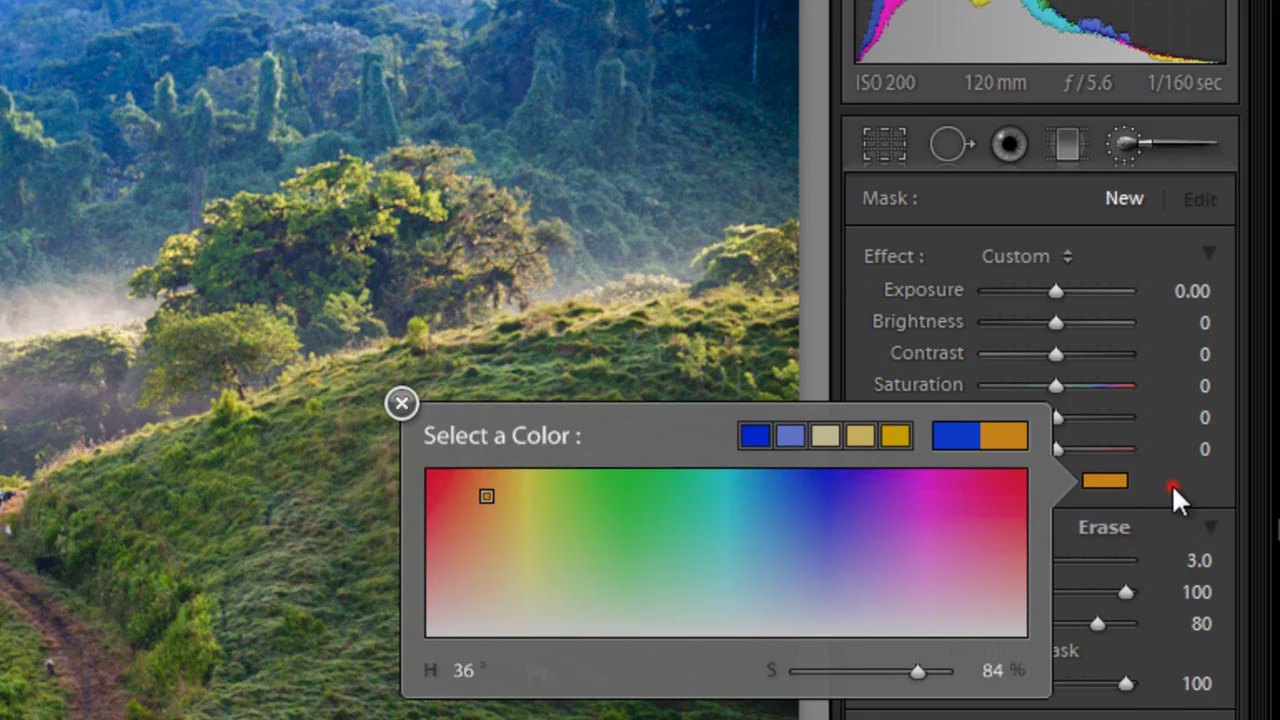 ISO 200 120 mm ƒ / 5.6 1/160 sec
Mask : New Edit
Effect : Custom
Exposure 0.00
Brightness 0
Contrast 0
Saturation 0
0
0
Select a Color :
Erase
3.0
100
80
ask
100
H 36 ° S 84 %